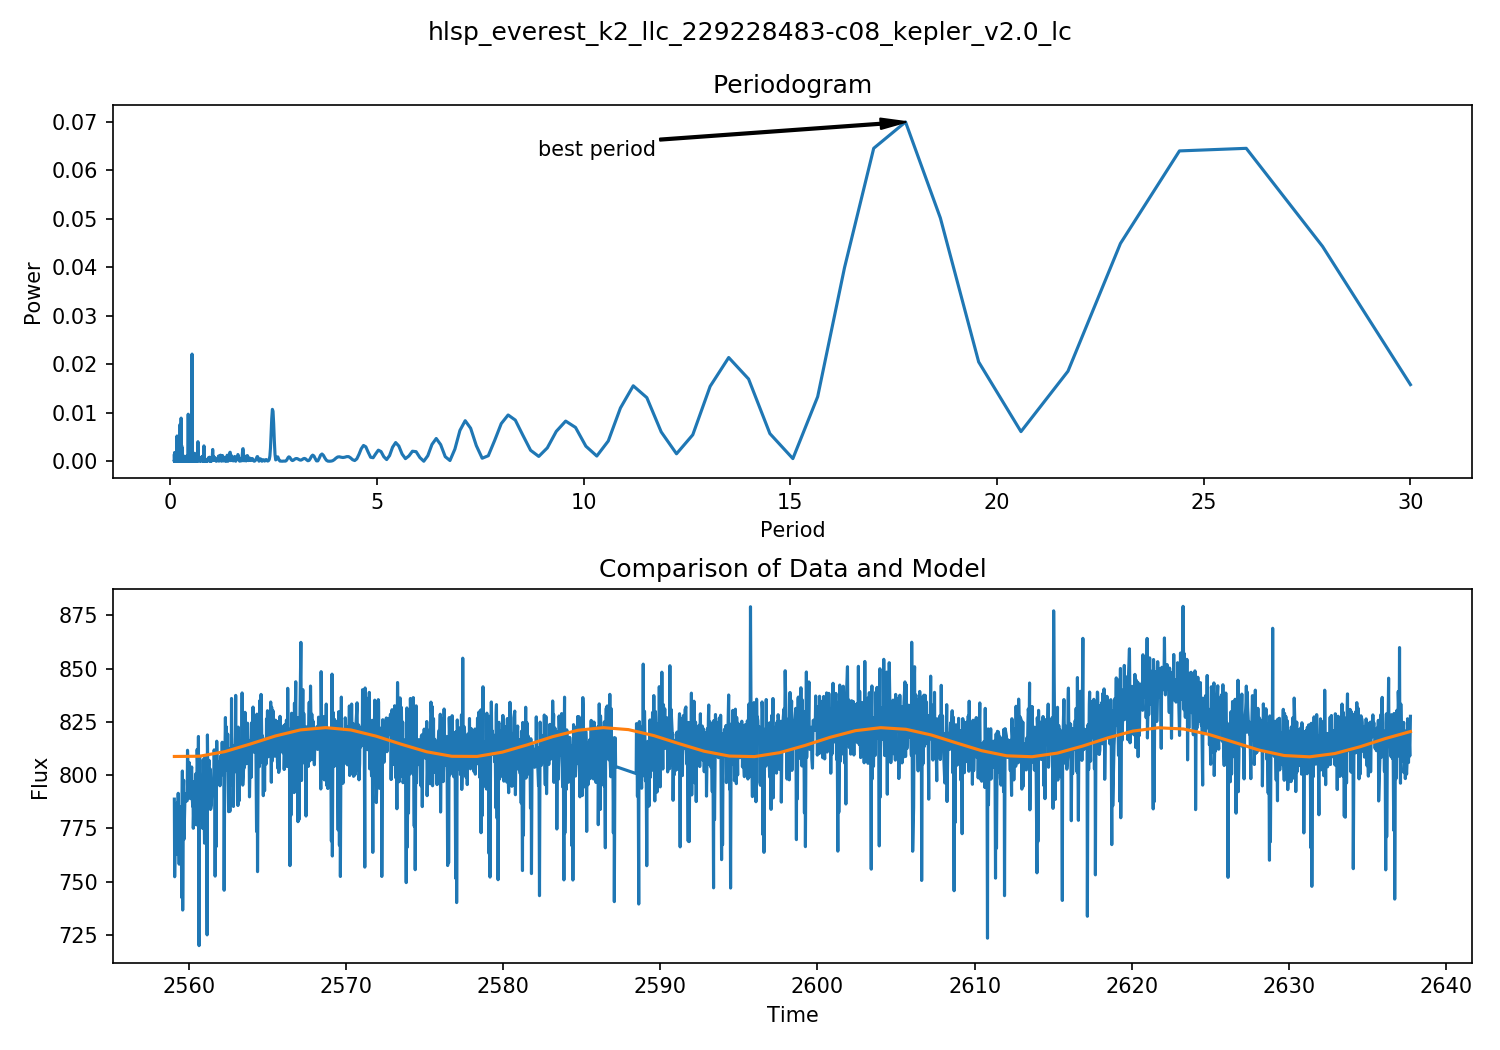 hlsp_everest_k2_llc_229228483-c08_kepler_v2.0_lc
Periodogram
0.07
0.06
0.05
0.04
0.03
0.02
0.01
0.00
Power
best period
0 5 10 15 20 25 30
Period
Comparison of Data and Model
875
850
825
800
775
750
725
Flux
2560 2570 2580 2590 2600 2610 2620 2630 2640
Time